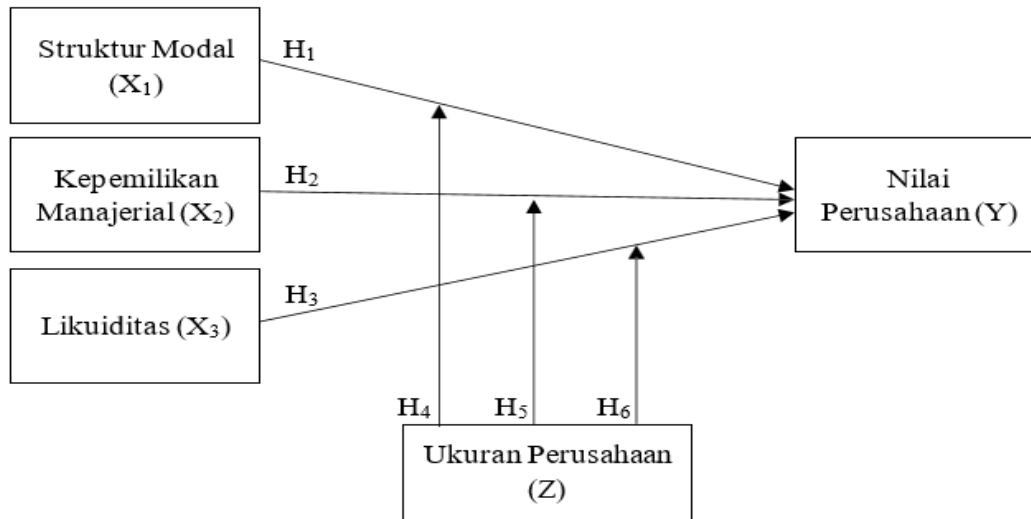 Struktur Modal
(X₁)
H₁
Kepemilikan
Manajerial (X₂)
H₂
Nilai
Perusahaan (Y)
Likuiditas (X₃)
H₃
H₄
H₅
H₆
Ukuran Perusahaan
(Z)